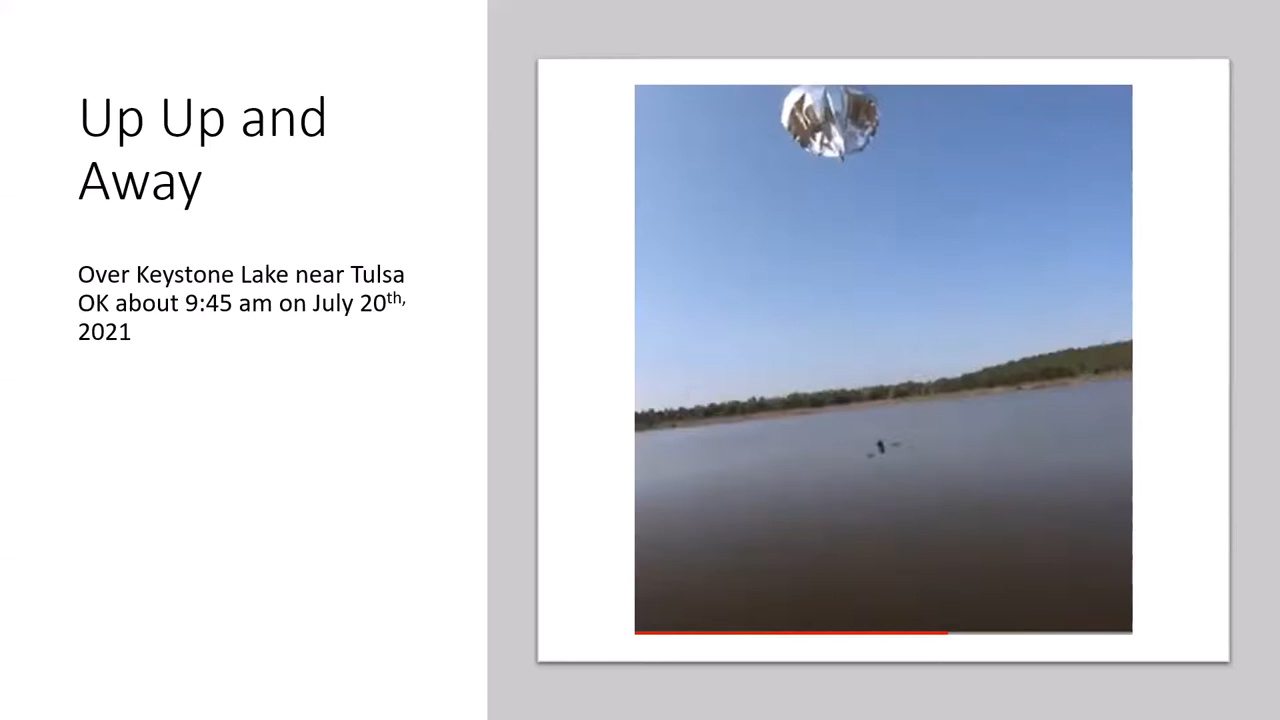 Up Up and
Away
Over Keystone Lake near Tulsa
OK about 9:45 am on July 20th,
2021